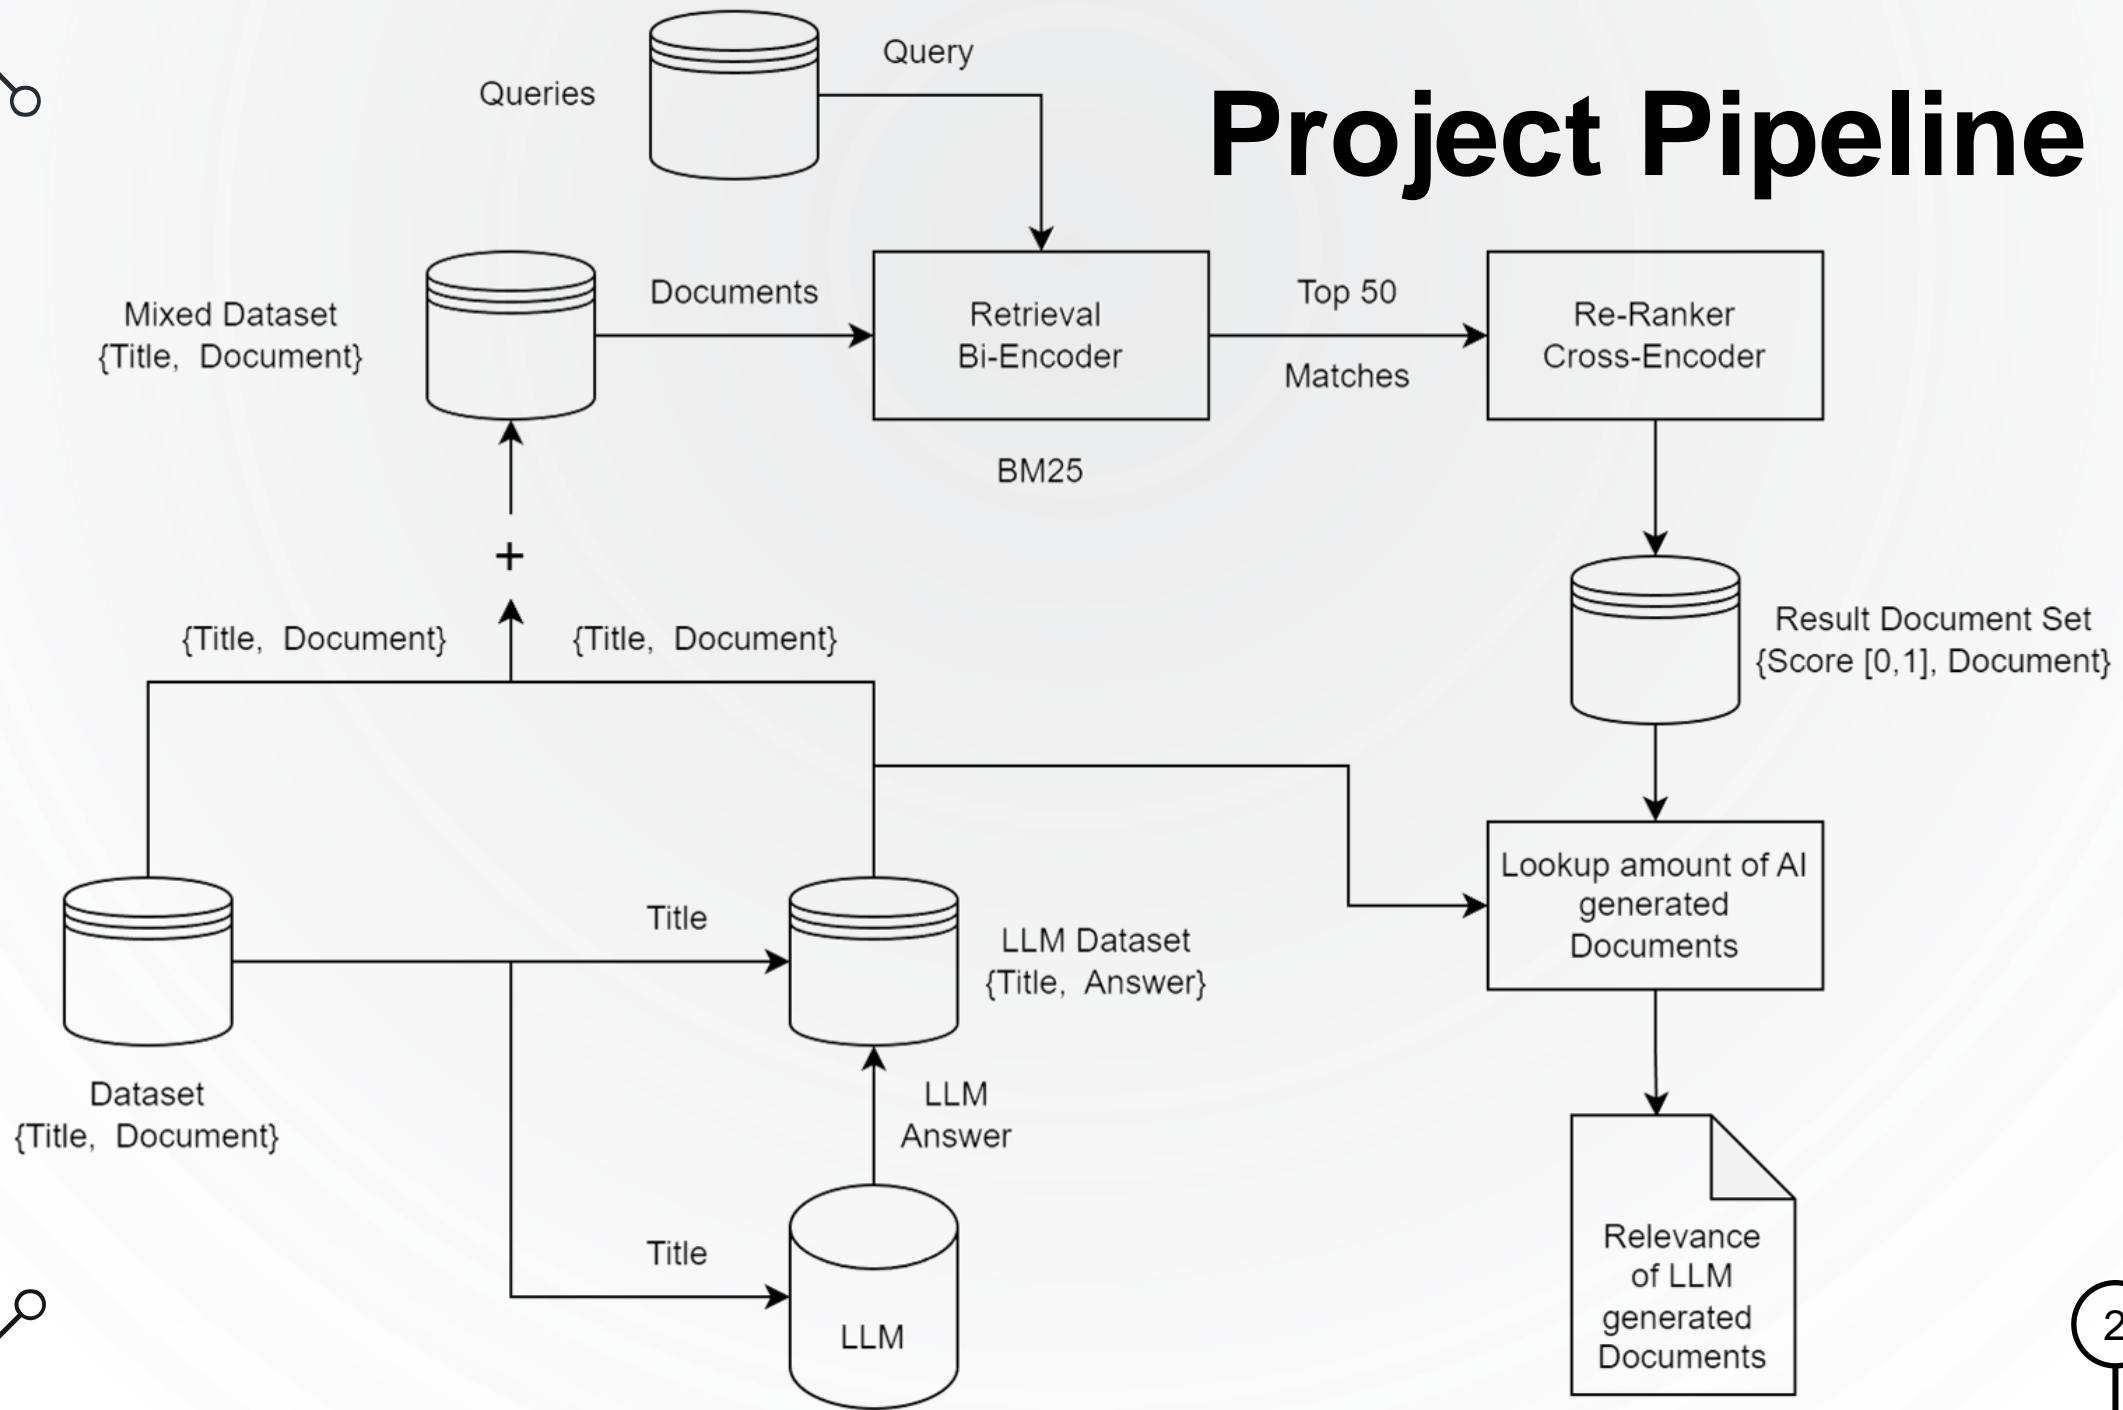 Project Pipeline
Queries
Query
Mixed Dataset
{Title,  Document}
Documents
Retrieval
Bi-Encoder
BM25
Top 50
Matches
Re-Ranker
Cross-Encoder
+
{Title,  Document}
{Title,  Document}
Result Document Set
{Score [0,1], Document}
Dataset
{Title,  Document}
Title
LLM Dataset
{Title,  Answer}
LLM
Answer
Title
LLM
Lookup amount of AI
generated
Documents
Relevance
of LLM
generated
Documents
2